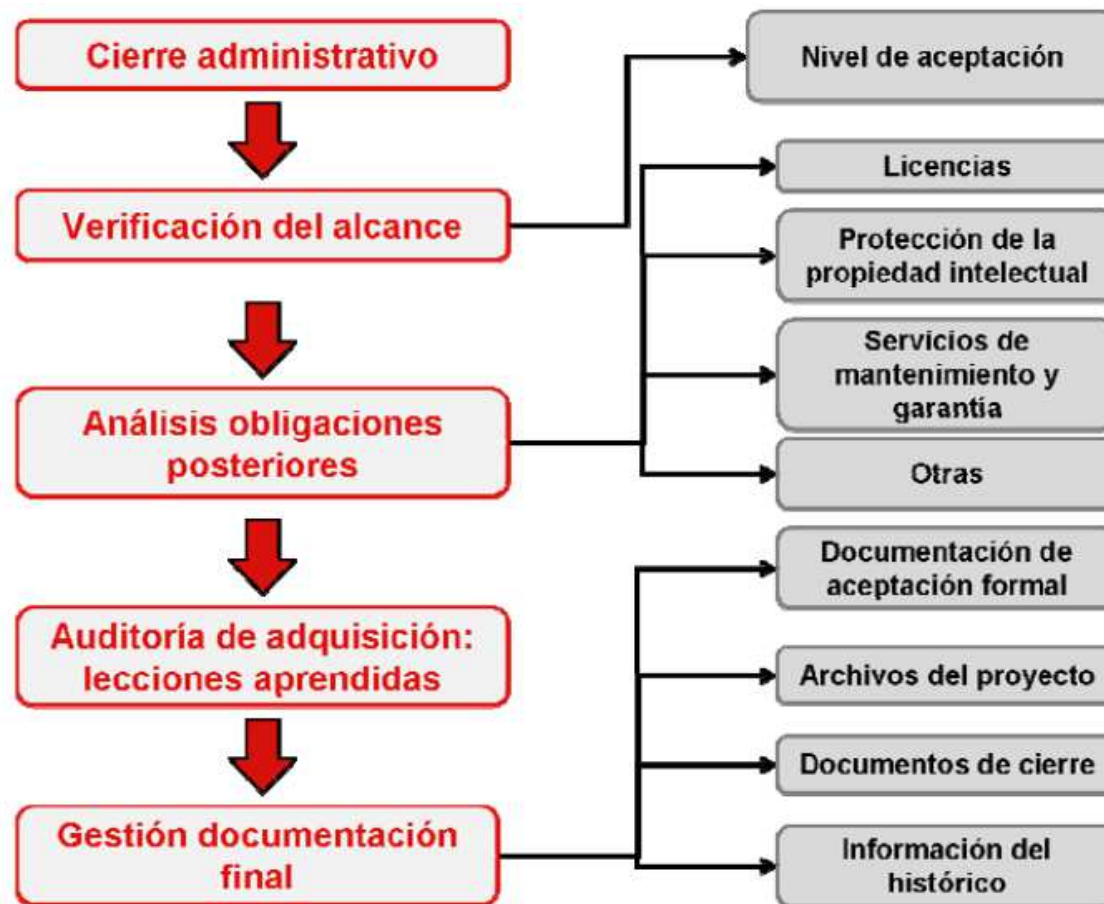 Cierre administrativo
Nivel de aceptación
Verificación del alcance
Licencias
Protección de la
propiedad intelectual
Servicios de
mantenimiento y
garantía
Análisis obligaciones
posteriores
Otras
Documentación de
aceptación formal
Auditoría de adquisición:
lecciones aprendidas
Archivos del proyecto
Documentos de cierre
Gestión documentación
final
Información del
histórico